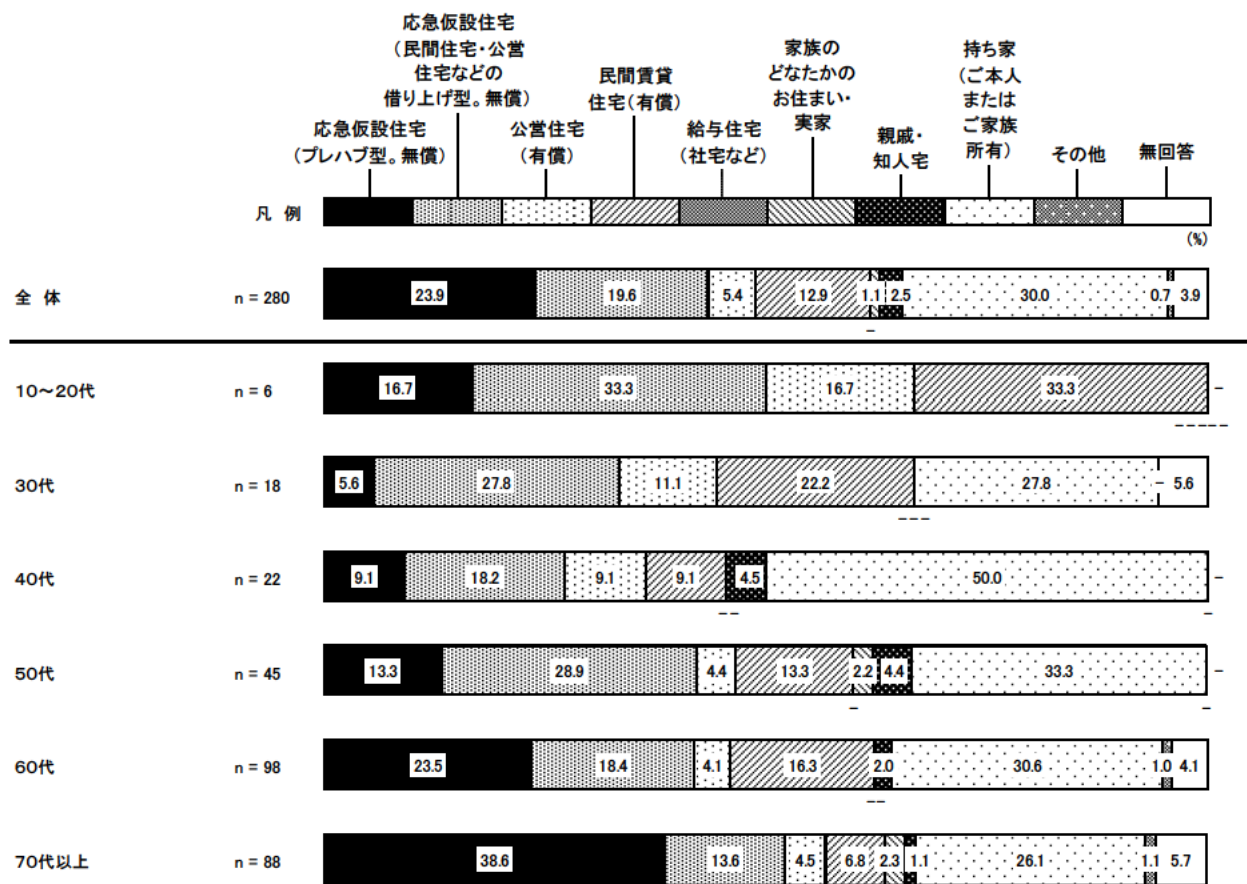 応急仮設住宅
(民間住宅・公営
住宅などの
借り上げ型。無償)
家族の
どなたかの
お住まい・
実家
持ち家
(ご本人
または
ご家族
所有)
民間賃貸
住宅(有償)
応急仮設住宅
(プレハブ型。無償)
公営住宅
(有償)
給与住宅
(社宅など)
親戚・
知人宅
その他
無回答
凡 例
(%)
全 体 n = 280 23.9 19.6 5.4 12.9 1.1 2.5 30.0 0.7 3.9
-
10~20代 n = 6 16.7 33.3 16.7 33.3 -
-----
30代 n = 18 5.6 27.8 11.1 22.2 27.8 - 5.6
---
40代 n = 22 9.1 18.2 9.1 9.1 4.5 50.0 -
-- -
50代 n = 45 13.3 28.9 4.4 13.3 2.2 4.4 33.3 -
- -
60代 n = 98 23.5 18.4 4.1 16.3 2.0 30.6 1.0 4.1
--
70代以上 n = 88 38.6 13.6 4.5 6.8 2.3 1.1 26.1 1.1 5.7